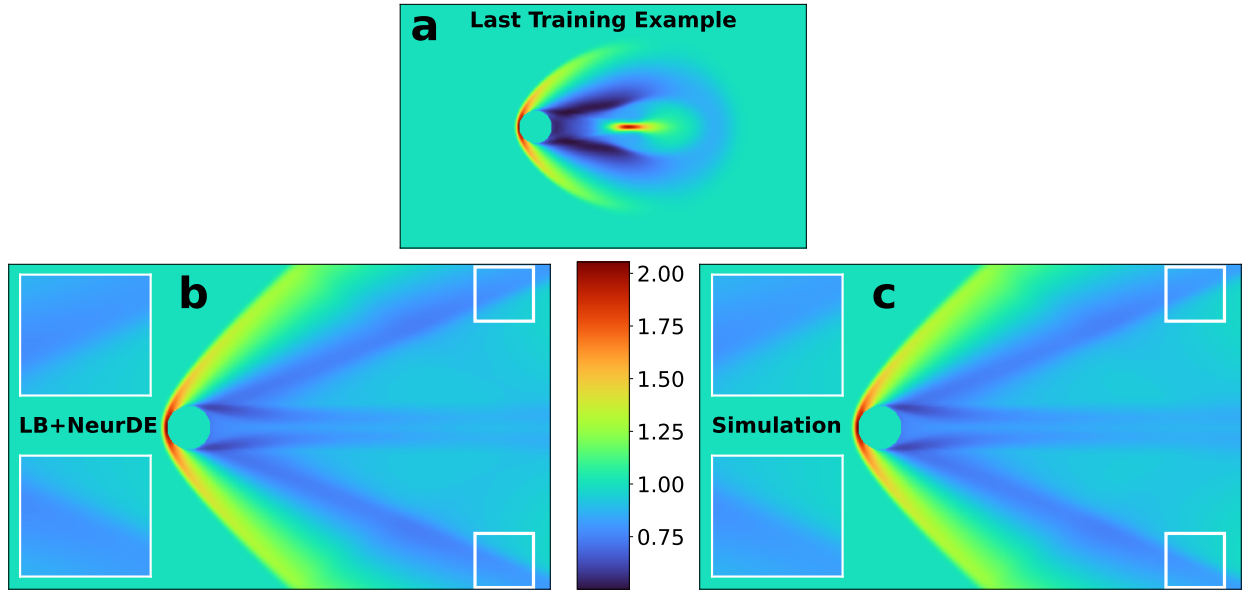 a
Last Training Example
b
LB+NeurDE
2.00
1.75
1.50
1.25
1.00
0.75
c
Simulation